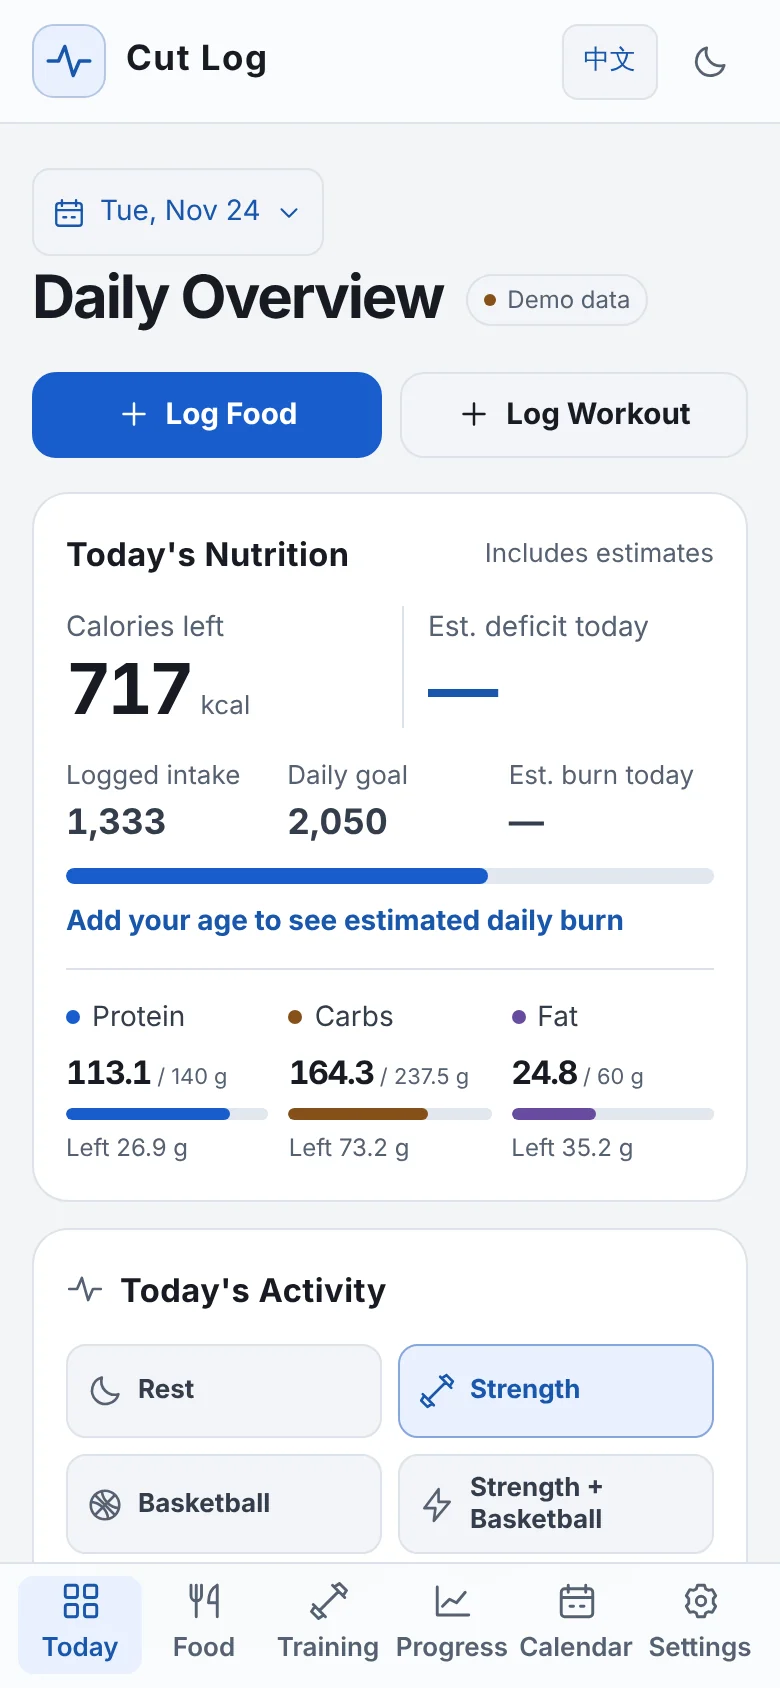 Cut Log
中文
Tue, Nov 24
Daily Overview
Demo data
Log Food
Log Workout
Today's Nutrition
Includes estimates
Calories left
Est. deficit today
717 kcal
—
Logged intake
Daily goal
Est. burn today
1,333
2,050
—
Add your age to see estimated daily burn
Protein
Carbs
Fat
113.1 / 140 g
164.3 / 237.5 g
24.8 / 60 g
Left 26.9 g
Left 73.2 g
Left 35.2 g
Today's Activity
Rest
Strength
Basketball
Strength +
Basketball
Today
Food
Training
Progress
Calendar
Settings